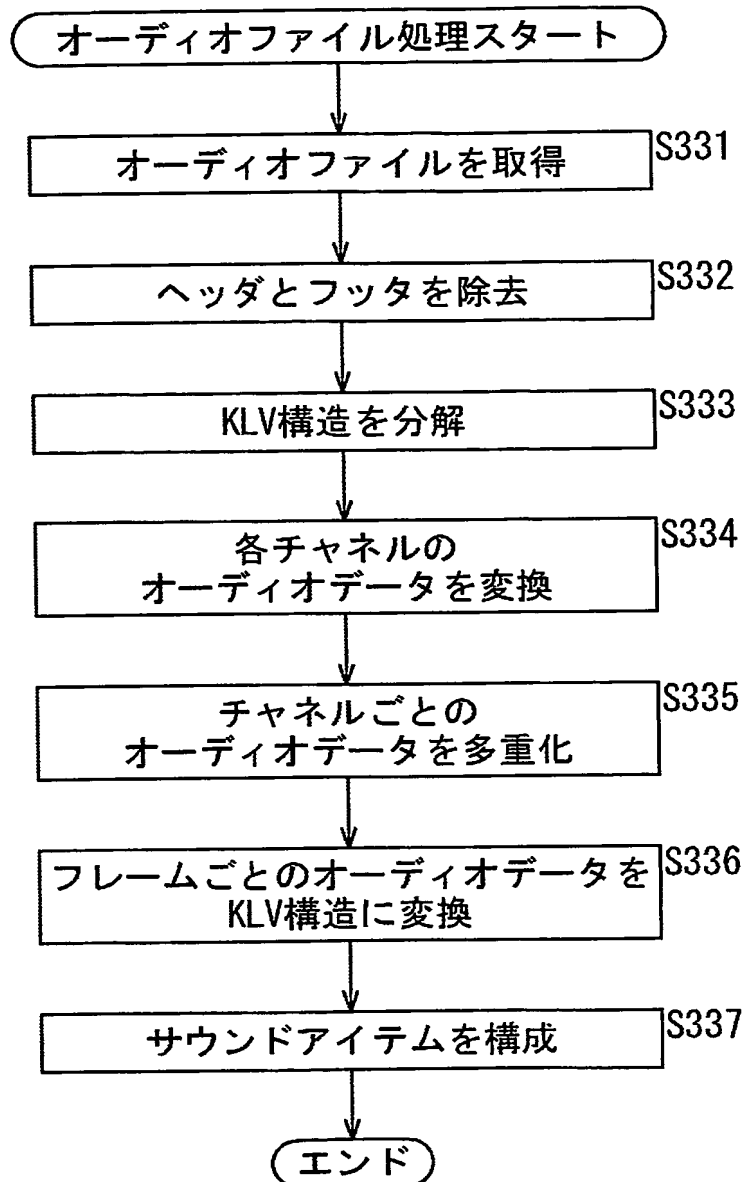 オーディオファイル処理スタート
オーディオファイルを取得
S331
ヘッダとフッタを除去
S332
KLV構造を分解
S333
各チャネルの
オーディオデータを変換
S334
チャネルごとの
オーディオデータを多重化
S335
フレームごとのオーディオデータを
KLV構造に変換
S336
サウンドアイテムを構成
S337
エンド